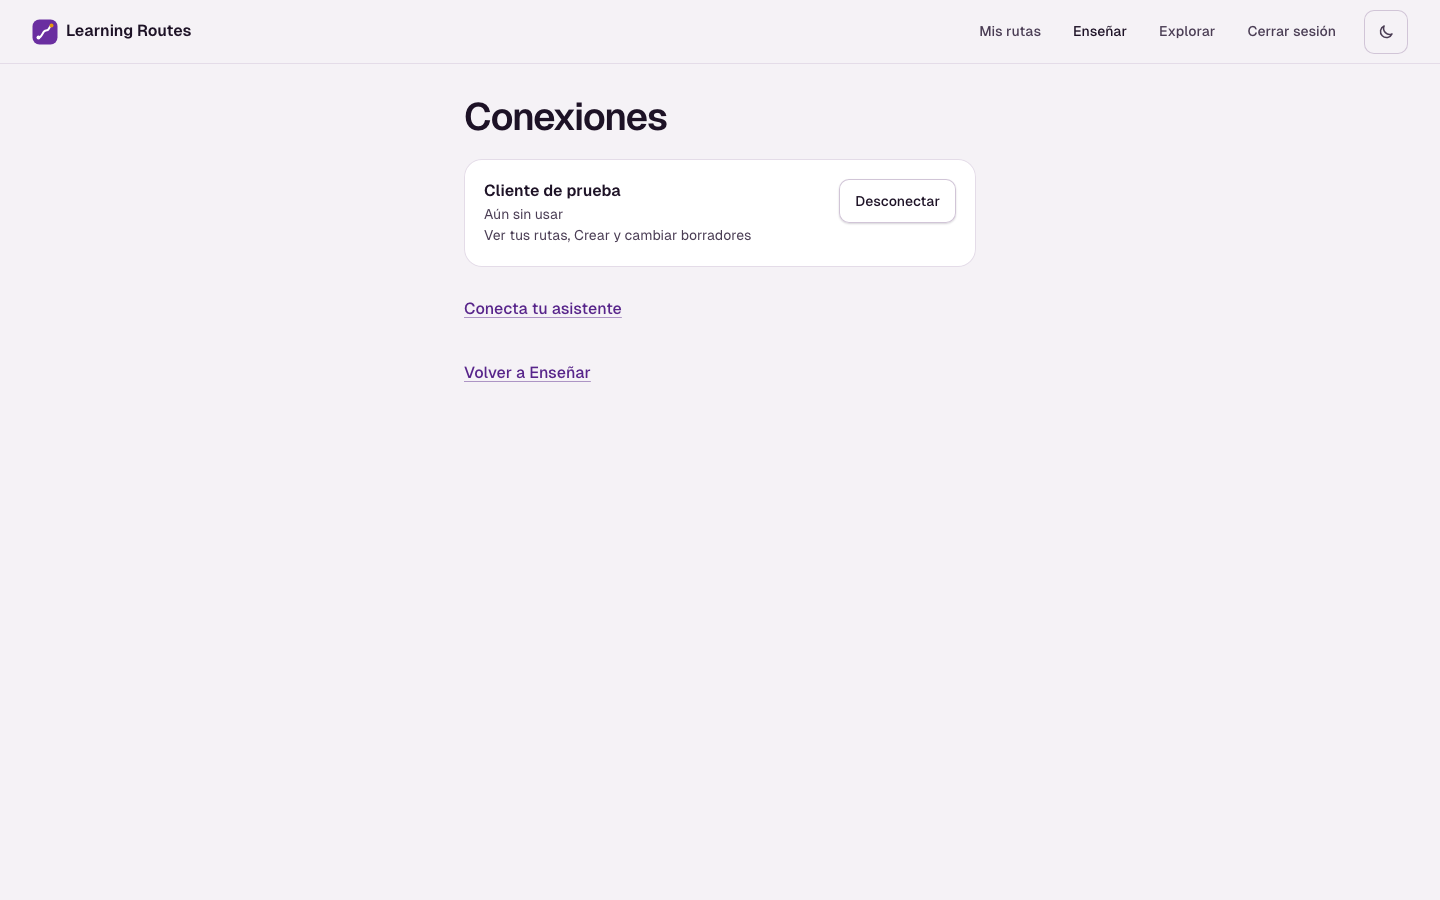 Learning Routes
Mis rutas
Enseñar
Explorar
Cerrar sesión
Conexiones
Cliente de prueba
Aún sin usar
Ver tus rutas, Crear y cambiar borradores
Desconectar
Conecta tu asistente
Volver a Enseñar